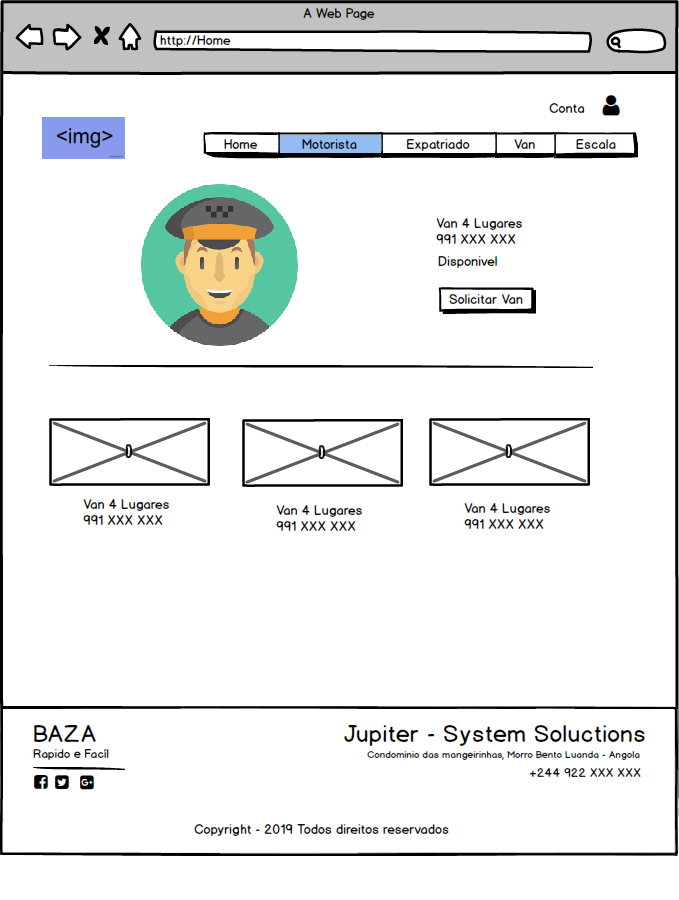 A Web Page
http://Home
Conta
<img>
Home Motorista Expatriado Van Escala
Van 4 Lugares
991 XXX XXX
Disponivel
Solicitar Van
Van 4 Lugares
991 XXX XXX
Van 4 Lugares
991 XXX XXX
Van 4 Lugares
991 XXX XXX
BAZA
Rapido e Facíl
Jupiter - System Soluctions
Condominio das mangeirinhas, Morro Bento Luanda - Angola
+244 922 XXX XXX
Copyright - 2019 Todos direitos reservados